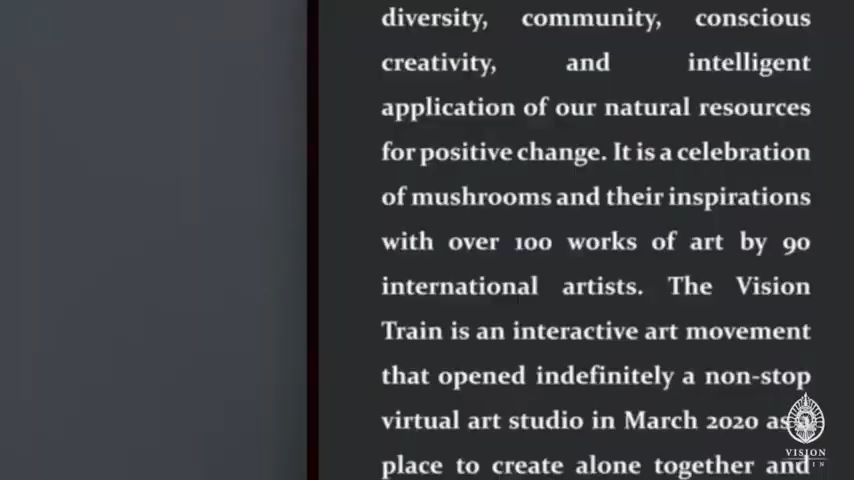 diversity, community, conscious
creativity, and intelligent
application of our natural resources
for positive change. It is a celebration
of mushrooms and their inspirations
with over 100 works of art by 90
international artists. The Vision
Train is an interactive art movement
that opened indefinitely a non-stop
virtual art studio in March 2020 as
place to create alone together and
VISION